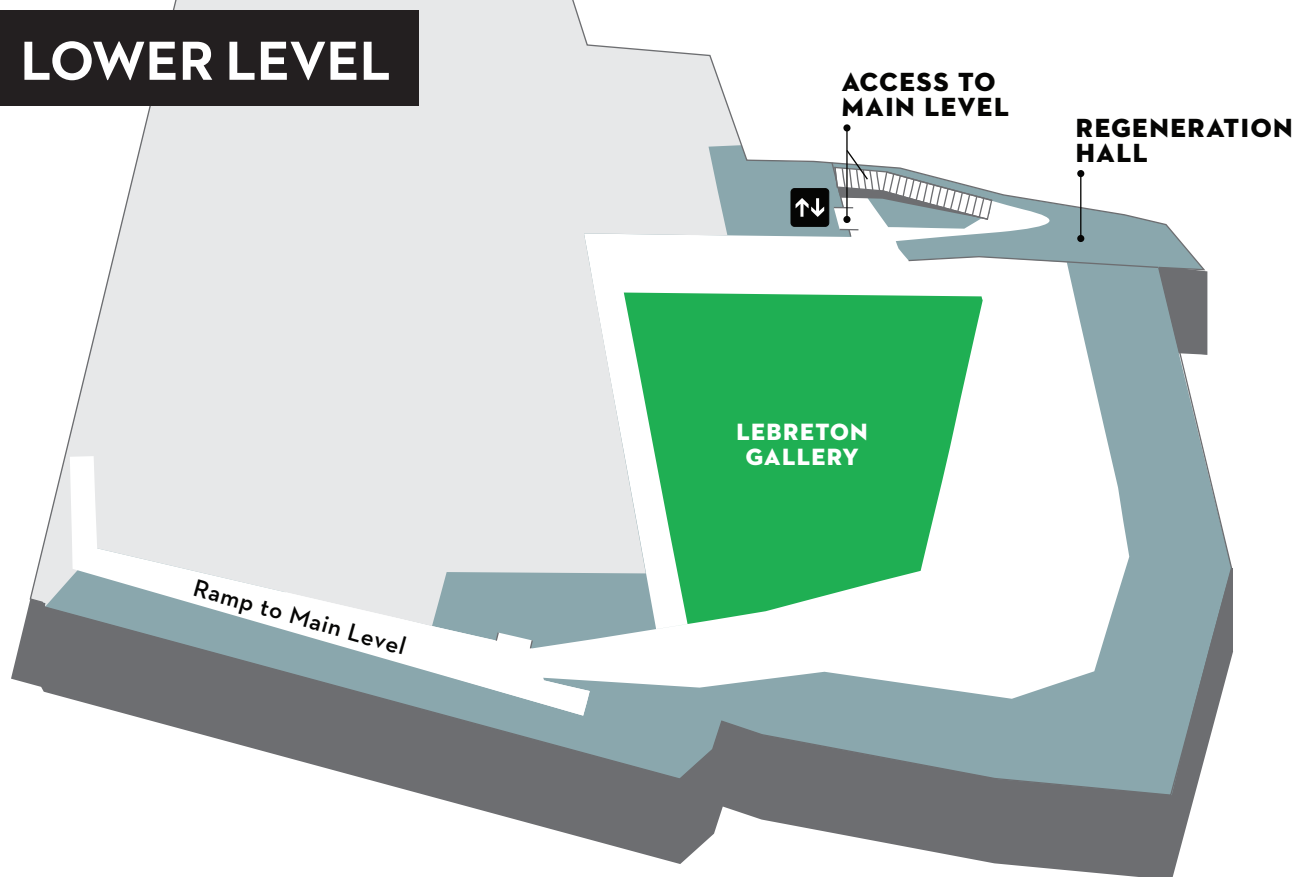 LOWER LEVEL
ACCESS TO
MAIN LEVEL
REGENERATION
HALL
LEBRETON
GALLERY
Ramp to Main Level